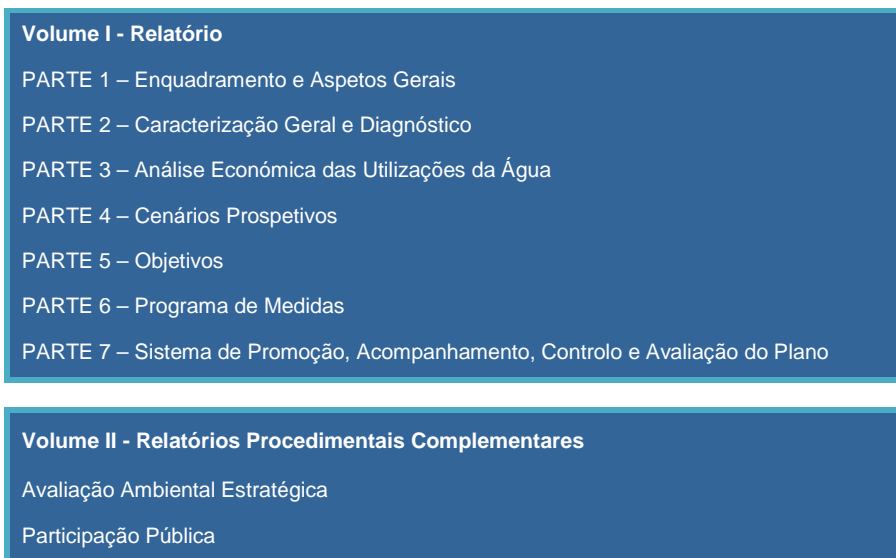 Volume I - Relatório
PARTE 1 – Enquadramento e Aspetos Gerais
PARTE 2 – Caracterização Geral e Diagnóstico
PARTE 3 – Análise Económica das Utilizações da Água
PARTE 4 – Cenários Prospetivos
PARTE 5 – Objetivos
PARTE 6 – Programa de Medidas
PARTE 7 – Sistema de Promoção, Acompanhamento, Controlo e Avaliação do Plano
Volume II - Relatórios Procedimentais Complementares
Avaliação Ambiental Estratégica
Participação Pública